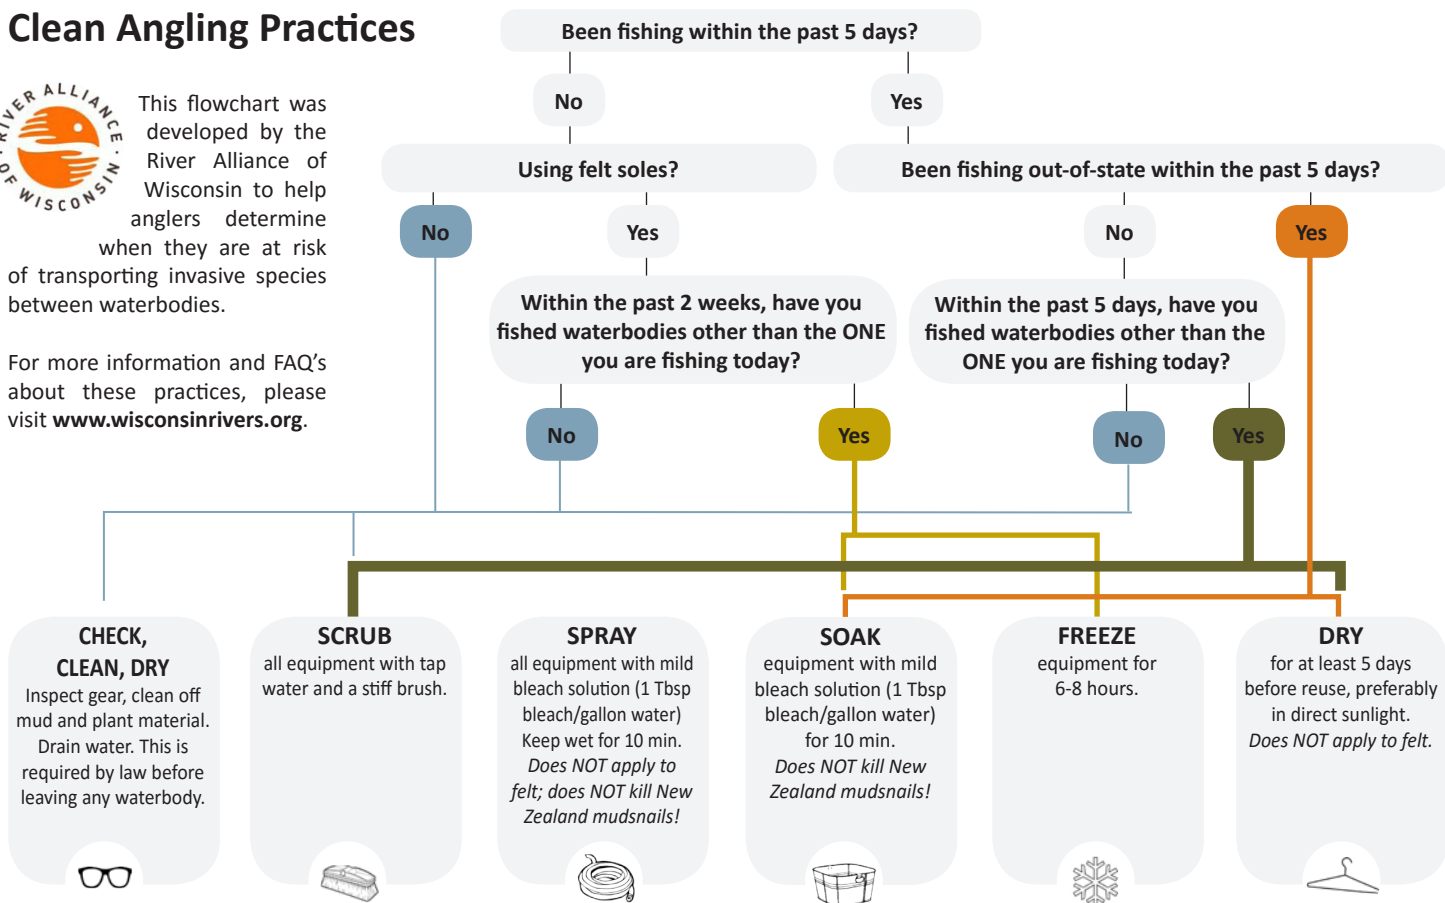 Clean Angling Practices
RIVER ALLIANCE
· OF WISCONSIN ·
This flowchart was
developed by the
River Alliance of
Wisconsin to help
anglers determine
when they are at risk
of transporting invasive species
between waterbodies.
For more information and FAQ's
about these practices, please
visit www.wisconsinrivers.org.
Been fishing within the past 5 days?
No
Yes
Using felt soles?
Been fishing out-of-state within the past 5 days?
No
Yes
No
Yes
Within the past 2 weeks, have you
fished waterbodies other than the ONE
you are fishing today?
Within the past 5 days, have you
fished waterbodies other than the
ONE you are fishing today?
No
Yes
No
Yes
CHECK,
CLEAN, DRY
Inspect gear, clean off
mud and plant material.
Drain water. This is
required by law before
leaving any waterbody.
SCRUB
all equipment with tap
water and a stiff brush.
SPRAY
all equipment with mild
bleach solution (1 Tbsp
bleach/gallon water)
Keep wet for 10 min.
Does NOT apply to
felt; does NOT kill New
Zealand mudsnails!
SOAK
equipment with mild
bleach solution (1 Tbsp
bleach/gallon water)
for 10 min.
Does NOT kill New
Zealand mudsnails!
FREEZE
equipment for
6-8 hours.
DRY
for at least 5 days
before reuse, preferably
in direct sunlight.
Does NOT apply to felt.